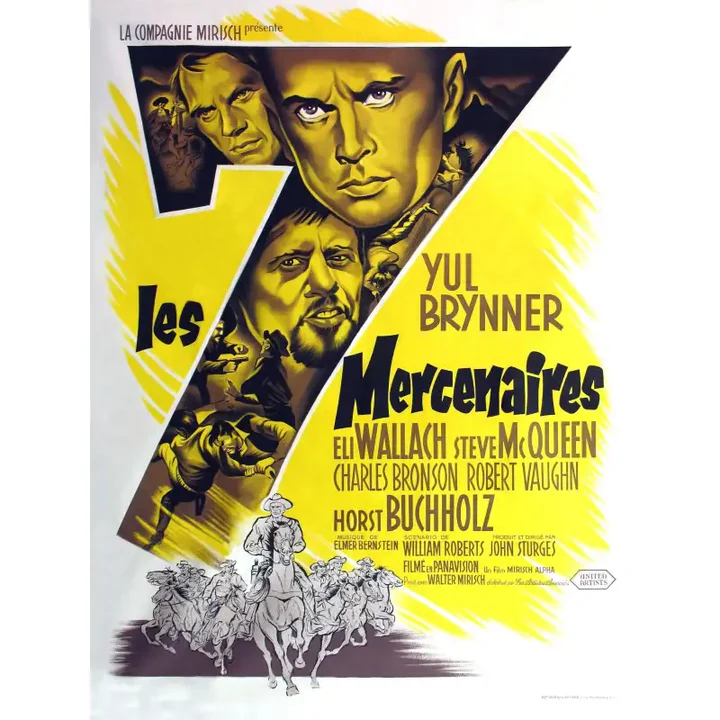 LA COMPAGNIE MIRISCH présente
les
7
YUL
BRYNNER
MERCENAIRES
ELI WALLACH STEVE McQUEEN
CHARLES BRONSON ROBERT VAUGHN
HORST BUCHHOLZ
MUSIQUE DE
ELMER BERNSTEIN
SCENARIO DE
WILLIAM ROBERTS
PRODUIT ET DIRIGÉ PAR
JOHN STURGES
FILMÉ EN PANAVISION Un Film MIRISCH ALPHA
WALTER MIRISCH
UNITED
ARTISTS